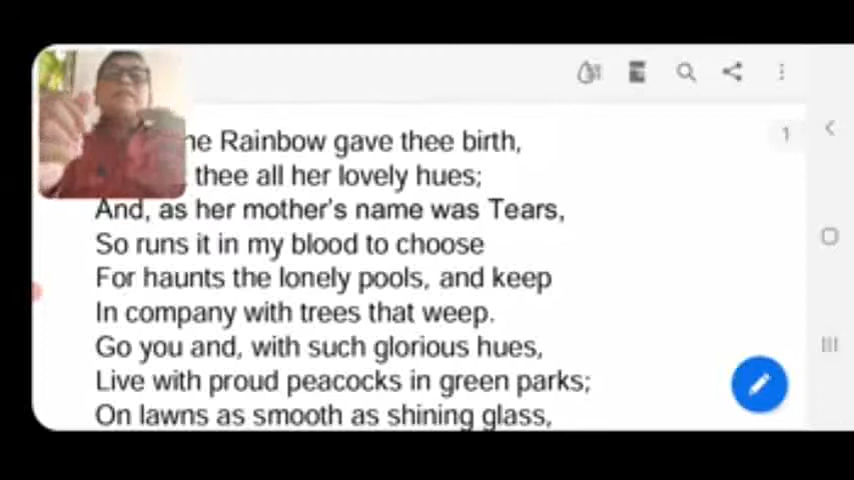 ne Rainbow gave thee birth,
thee all her lovely hues;
And, as her mother's name was Tears,
So runs it in my blood to choose
For haunts the lonely pools, and keep
In company with trees that weep.
Go you and, with such glorious hues,
Live with proud peacocks in green parks;
On lawns as smooth as shining glass,
1